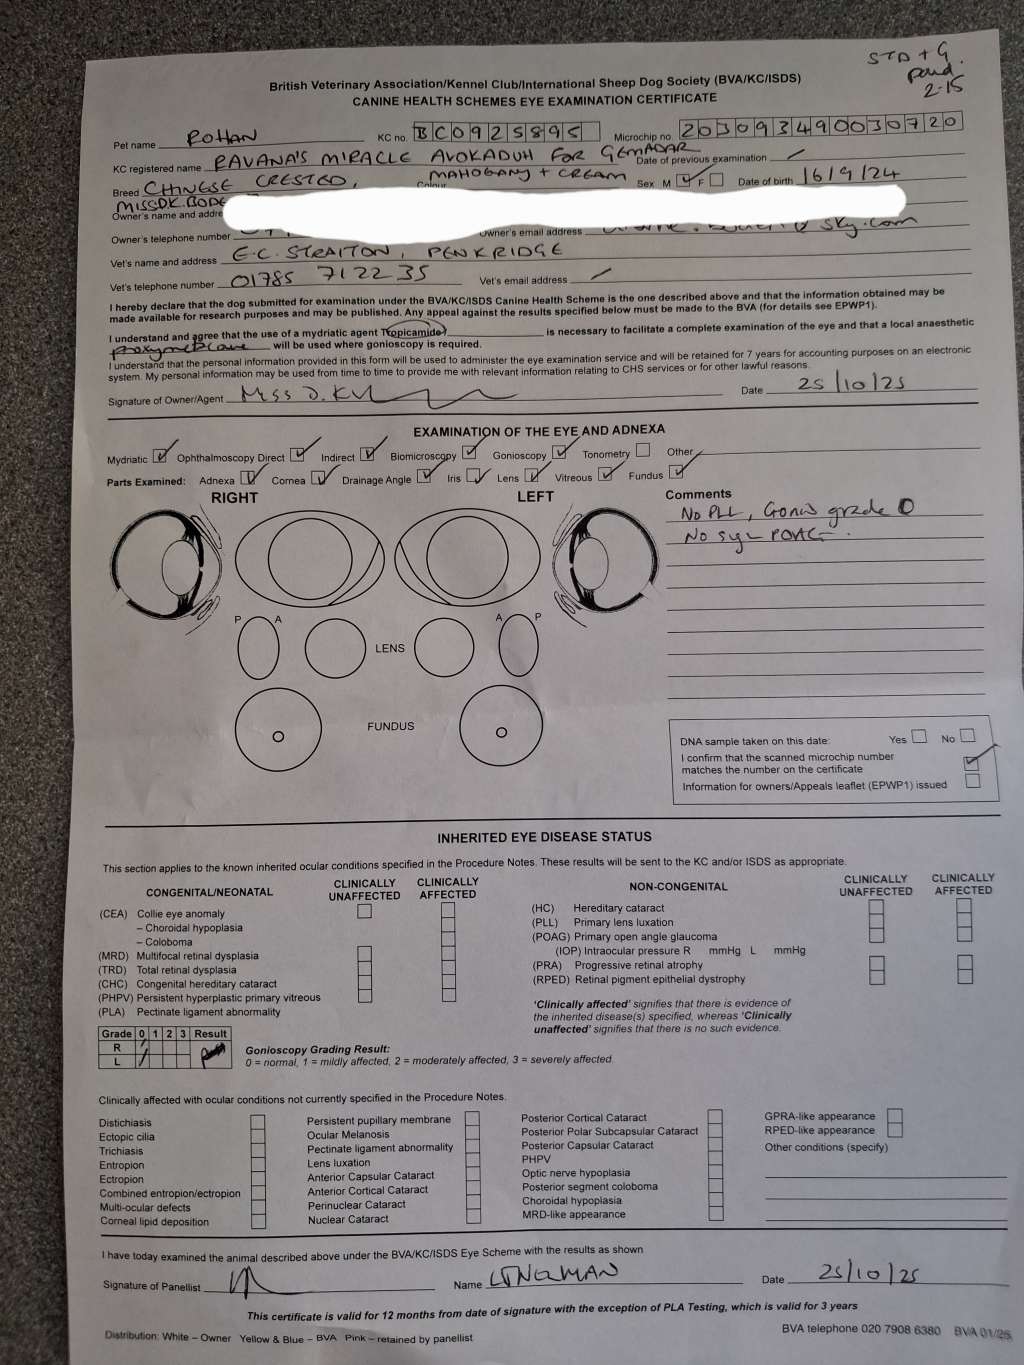 STD + G.
paid
2-15
British Veterinary Association/Kennel Club/International Sheep Dog Society (BVA/KC/ISDS)
CANINE HEALTH SCHEMES EYE EXAMINATION CERTIFICATE
Pet name ROHAN KC no. BC0925895 Microchip no 203093490030720
KC registered name RAVANA'S MIRACLE AVOKADUH FOR GEMADAR Date of previous examination
Breed CHINESE CRESTED, Colour MAHOGANY + CREAM Sex M ✓ F Date of birth 16/9/24
MISS D.K. BODE
Owner's name and addre
Owner's telephone number Owner's email address sky.com
Vet's name and address E.C. STRAITON, PENKRIDGE
Vet's telephone number 01785 712235 Vet's email address
I hereby declare that the dog submitted for examination under the BVA/KC/ISDS Canine Health Scheme is the one described above and that the information obtained may be
made available for research purposes and may be published. Any appeal against the results specified below must be made to the BVA (for details see EPWP1).
I understand and agree that the use of a mydriatic agent Tropicamide is necessary to facilitate a complete examination of the eye and that a local anaesthetic
will be used where gonioscopy is required.
I understand that the personal information provided in this form will be used to administer the eye examination service and will be retained for 7 years for accounting purposes on an electronic
system. My personal information may be used from time to time to provide me with relevant information relating to CHS services or for other lawful reasons.
Signature of Owner/Agent Miss D. Date 25/10/25
EXAMINATION OF THE EYE AND ADNEXA
Mydriatic ✓ Ophthalmoscopy Direct ✓ Indirect ✓ Biomicroscopy ✓ Gonioscopy ✓ Tonometry Other
Parts Examined: Adnexa ✓ Cornea ✓ Drainage Angle ✓ Iris ✓ Lens ✓ Vitreous ✓ Fundus ✓
RIGHT LEFT Comments
No PLL, Gonio grade 0
No sign POAG.
P A A P
LENS
FUNDUS
DNA sample taken on this date: Yes No
I confirm that the scanned microchip number
matches the number on the certificate ✓
Information for owners/Appeals leaflet (EPWP1) issued
INHERITED EYE DISEASE STATUS
This section applies to the known inherited ocular conditions specified in the Procedure Notes. These results will be sent to the KC and/or ISDS as appropriate.
CONGENITAL/NEONATAL CLINICALLY UNAFFECTED CLINICALLY AFFECTED
(CEA) Collie eye anomaly
– Choroidal hypoplasia
– Coloboma
(MRD) Multifocal retinal dysplasia
(TRD) Total retinal dysplasia
(CHC) Congenital hereditary cataract
(PHPV) Persistent hyperplastic primary vitreous
(PLA) Pectinate ligament abnormality
NON-CONGENITAL CLINICALLY UNAFFECTED CLINICALLY AFFECTED
(HC) Hereditary cataract
(PLL) Primary lens luxation
(POAG) Primary open angle glaucoma
(IOP) Intraocular pressure R mmHg L mmHg
(PRA) Progressive retinal atrophy
(RPED) Retinal pigment epithelial dystrophy
'Clinically affected' signifies that there is evidence of
the inherited disease(s) specified, whereas 'Clinically
unaffected' signifies that there is no such evidence.
Grade 0 1 2 3 Result
R /
L /
Gonioscopy Grading Result:
0 = normal, 1 = mildly affected, 2 = moderately affected, 3 = severely affected
Clinically affected with ocular conditions not currently specified in the Procedure Notes.
Distichiasis
Ectopic cilia
Trichiasis
Entropion
Ectropion
Combined entropion/ectropion
Multi-ocular defects
Corneal lipid deposition
Persistent pupillary membrane
Ocular Melanosis
Pectinate ligament abnormality
Lens luxation
Anterior Capsular Cataract
Anterior Cortical Cataract
Perinuclear Cataract
Nuclear Cataract
Posterior Cortical Cataract
Posterior Polar Subcapsular Cataract
Posterior Capsular Cataract
PHPV
Optic nerve hypoplasia
Posterior segment coloboma
Choroidal hypoplasia
MRD-like appearance
GPRA-like appearance
RPED-like appearance
Other conditions (specify)
I have today examined the animal described above under the BVA/KC/ISDS Eye Scheme with the results as shown
Signature of Panellist Name Date 25/10/25
This certificate is valid for 12 months from date of signature with the exception of PLA Testing, which is valid for 3 years
Distribution: White – Owner Yellow & Blue – BVA Pink – retained by panellist BVA telephone 020 7908 6380 BVA 01/25